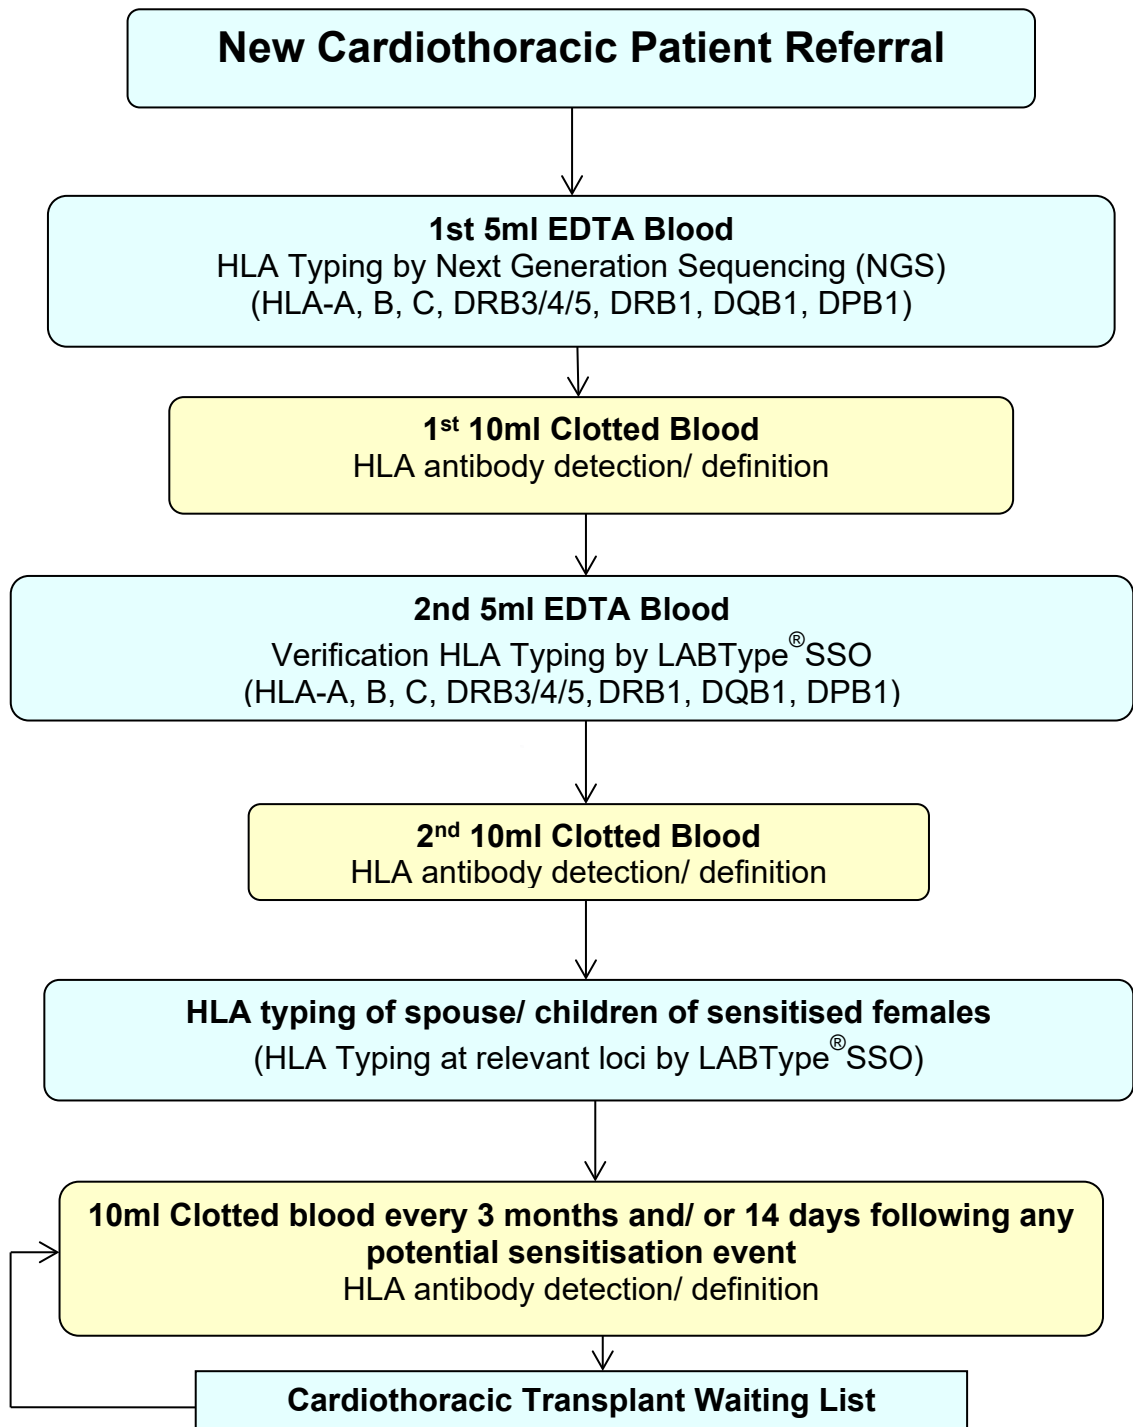 New Cardiothoracic Patient Referral
1st 5ml EDTA Blood
HLA Typing by Next Generation Sequencing (NGS)
(HLA-A, B, C, DRB3/4/5, DRB1, DQB1, DPB1)
1st 10ml Clotted Blood
HLA antibody detection/ definition
2nd 5ml EDTA Blood
Verification HLA Typing by LABType®SSO
(HLA-A, B, C, DRB3/4/5, DRB1, DQB1, DPB1)
2nd 10ml Clotted Blood
HLA antibody detection/ definition
HLA typing of spouse/ children of sensitised females
(HLA Typing at relevant loci by LABType®SSO)
10ml Clotted blood every 3 months and/ or 14 days following any
potential sensitisation event
HLA antibody detection/ definition
Cardiothoracic Transplant Waiting List